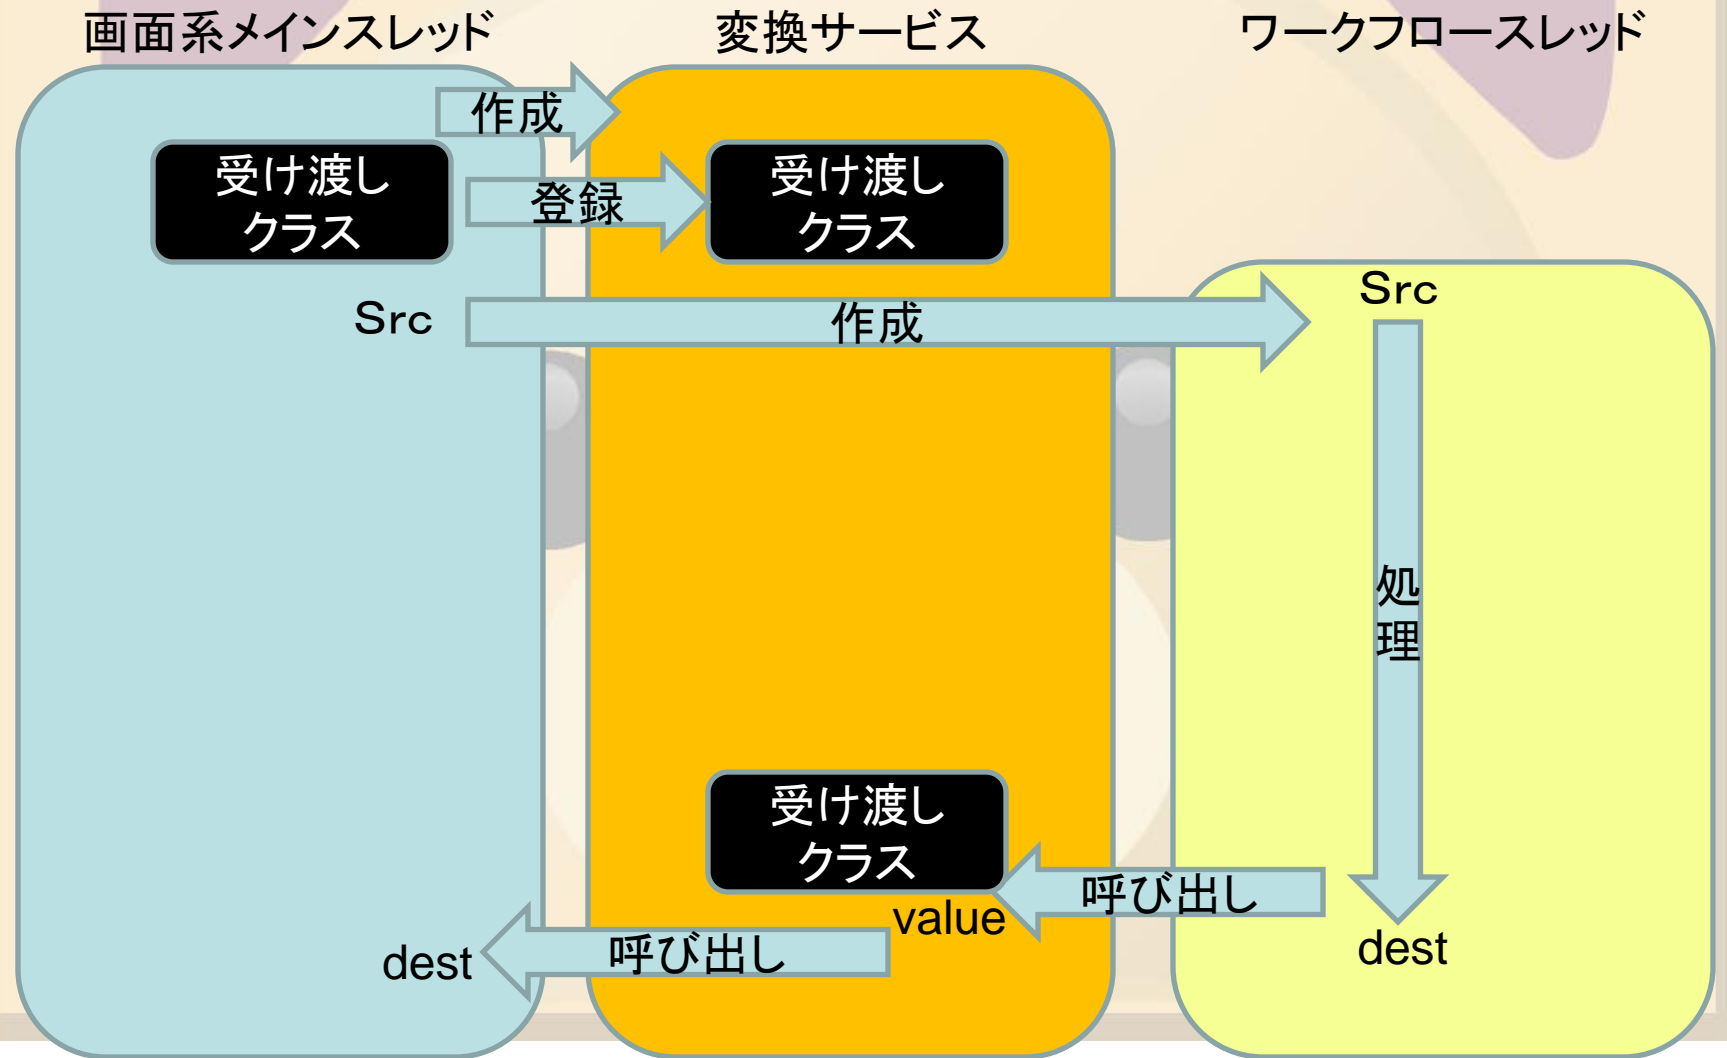 画面系メインスレッド
変換サービス
ワークフロースレッド
作成
受け渡し
クラス
登録
受け渡し
クラス
Src
作成
Src
処
理
受け渡し
クラス
呼び出し
value
dest
呼び出し
dest